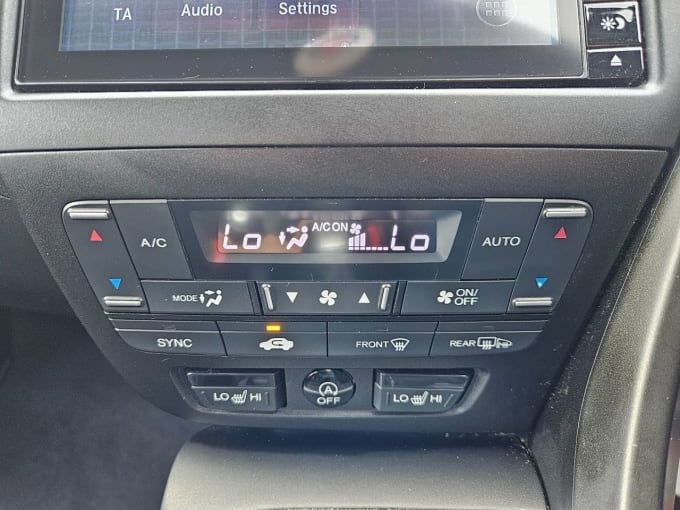 TA Audio Settings
Lo A/C ON Lo
A/C AUTO
MODE ON/OFF
SYNC FRONT REAR
LO HI A OFF LO HI